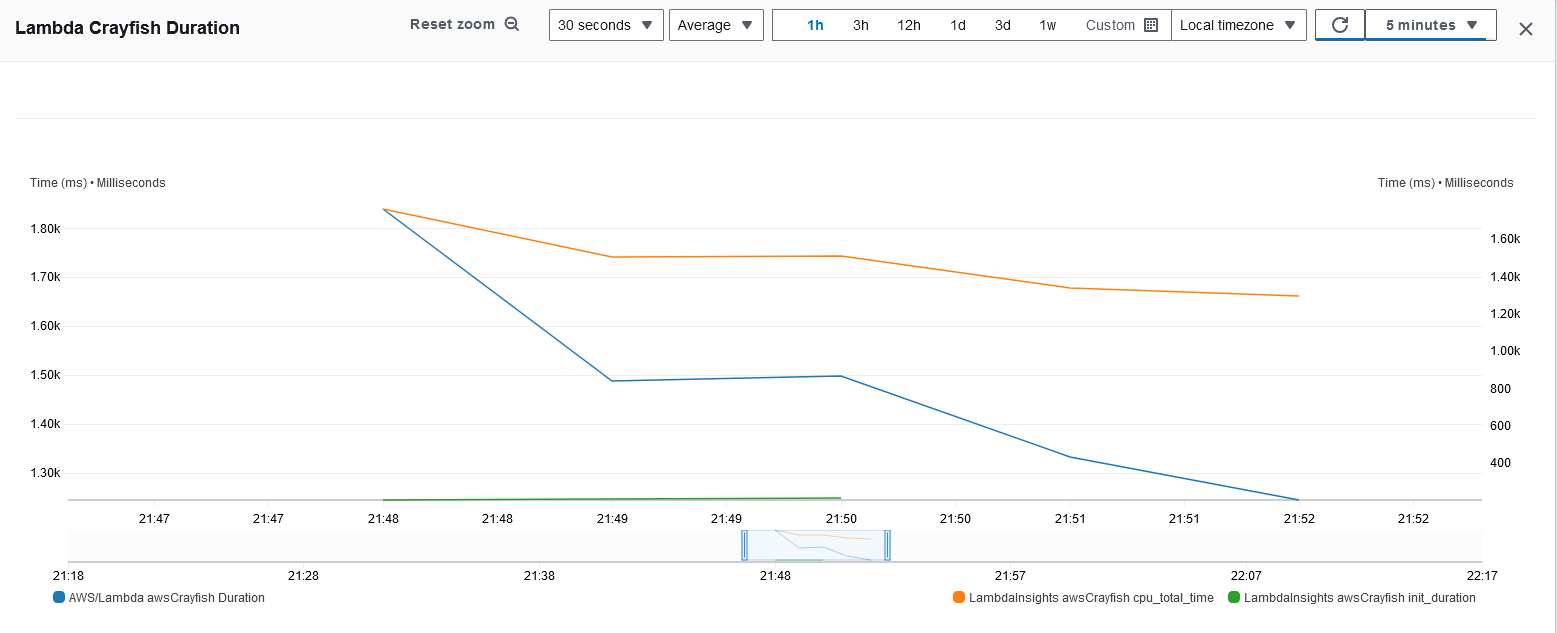 Lambda Crayfish Duration
Reset zoom
30 seconds
Average
1h 3h 12h 1d 3d 1w Custom
Local timezone
5 minutes
Time (ms) • Milliseconds
Time (ms) • Milliseconds
1.80k
1.70k
1.60k
1.50k
1.40k
1.30k
1.60k
1.40k
1.20k
1.00k
800
600
400
21:47 21:47 21:48 21:48 21:49 21:49 21:50 21:50 21:51 21:51 21:52 21:52
21:18 21:28 21:38 21:48 21:57 22:07 22:17
AWS/Lambda awsCrayfish Duration
LambdaInsights awsCrayfish cpu_total_time
LambdaInsights awsCrayfish init_duration